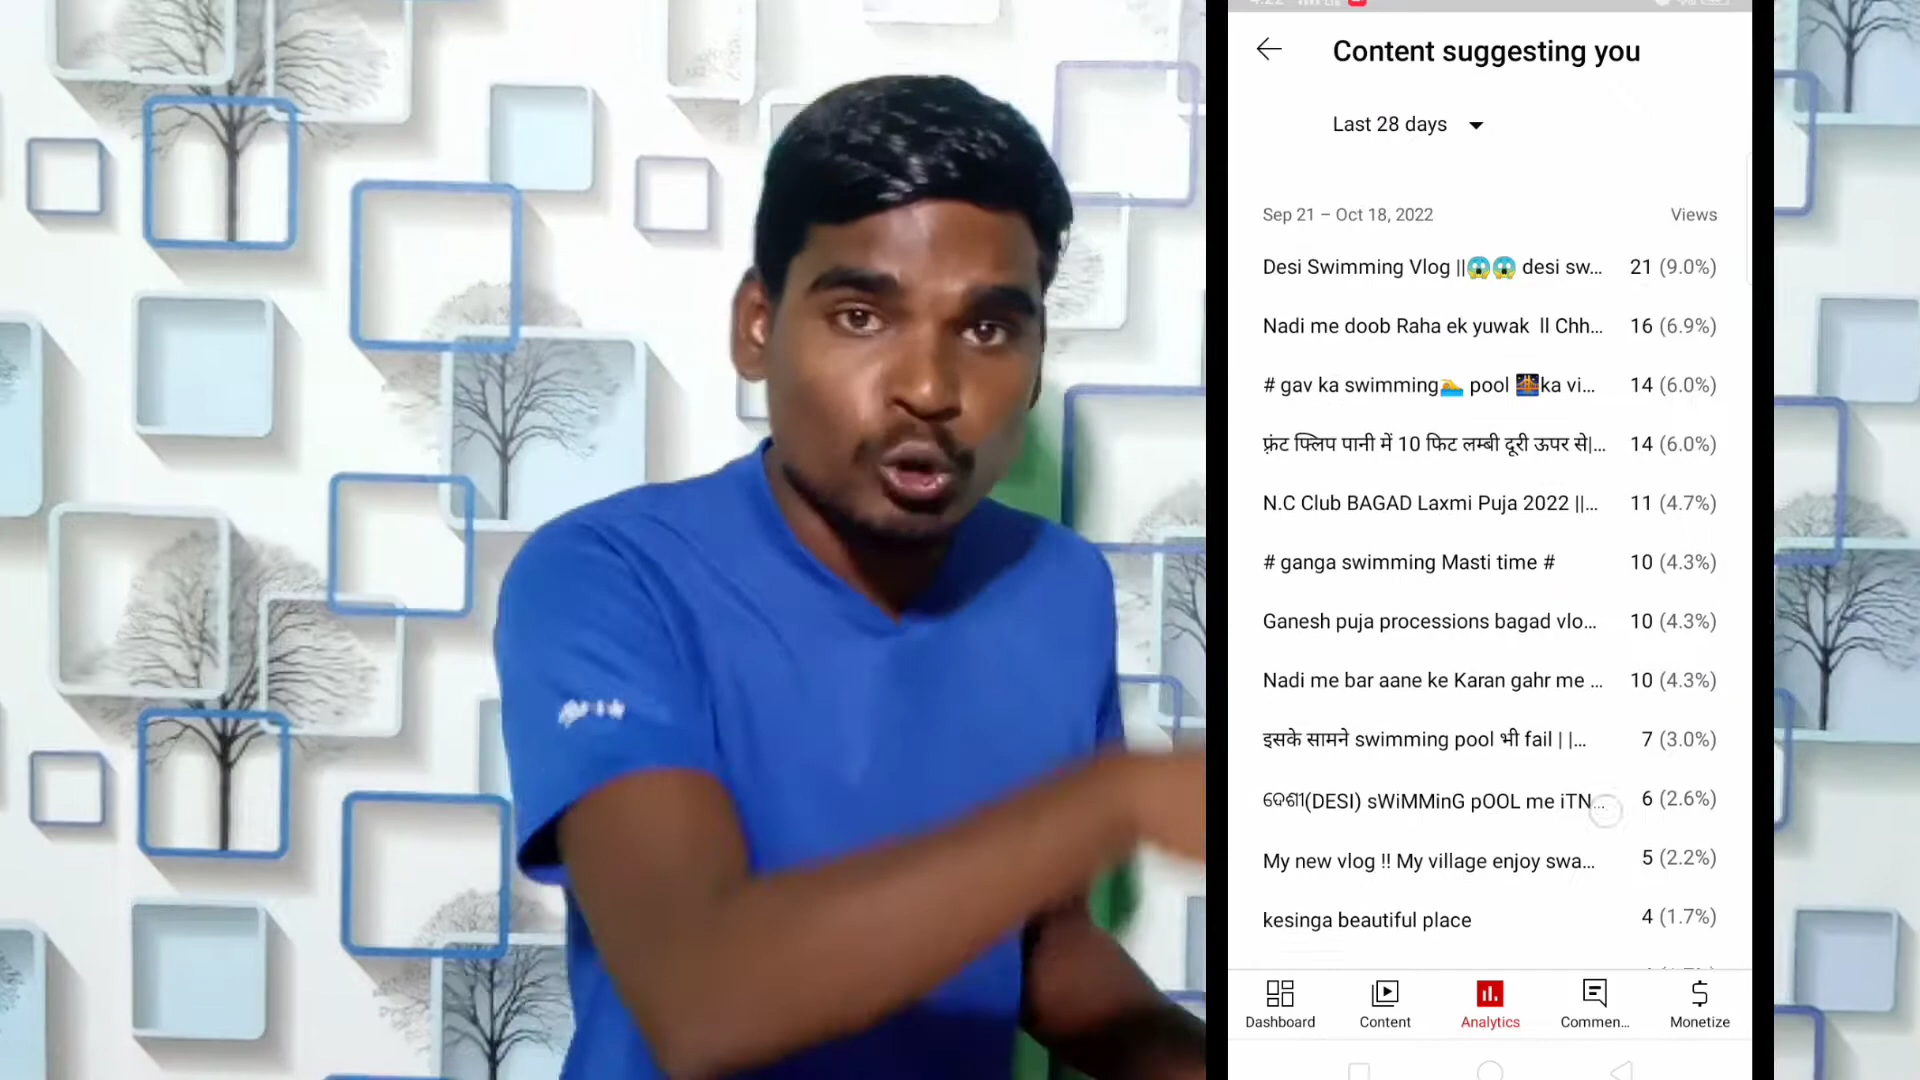 4:22
Content suggesting you
Last 28 days
Sep 21 – Oct 18, 2022 Views
Desi Swimming Vlog ||😱😱 desi sw... 21 (9.0%)
Nadi me doob Raha ek yuwak ll Chh... 16 (6.9%)
# gav ka swimming🏊 pool 🌉ka vi... 14 (6.0%)
फ़्रंट फ्लिप पानी में 10 फिट लम्बी दूरी ऊपर से|... 14 (6.0%)
N.C Club BAGAD Laxmi Puja 2022 ||... 11 (4.7%)
# ganga swimming Masti time # 10 (4.3%)
Ganesh puja processions bagad vlo... 10 (4.3%)
Nadi me bar aane ke Karan gahr me ... 10 (4.3%)
इसके सामने swimming pool भी fail | |... 7 (3.0%)
ଦେଶୀ(DESI) sWiMMinG pOOL me iTN... 6 (2.6%)
My new vlog !! My village enjoy swa... 5 (2.2%)
kesinga beautiful place 4 (1.7%)
Dashboard Content Analytics Commen... Monetize